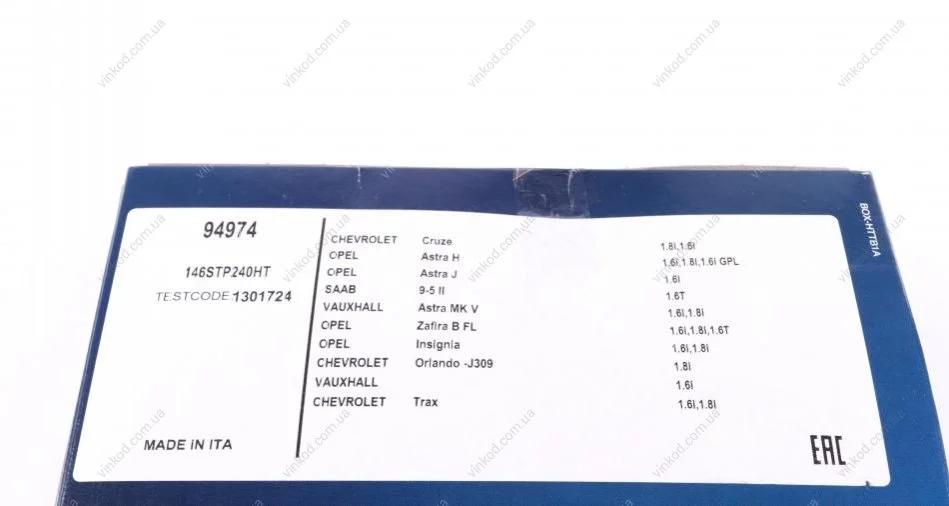 vinkod.com.ua
BOX-HTTB1A
94974
146STP240HT
TESTCODE:1301724
MADE IN ITA
CHEVROLET Cruze 1.8i,1.6i
OPEL Astra H 1.6i,1.8i,1.6i GPL
OPEL Astra J 1.6i
SAAB 9-5 II 1.6T
VAUXHALL Astra MK V 1.6i,1.8i
OPEL Zafira B FL 1.6i,1.8i,1.6T
OPEL Insignia 1.6i,1.8i
CHEVROLET Orlando -J309 1.8i
VAUXHALL 1.6i
CHEVROLET Trax 1.6i,1.8i
EAC